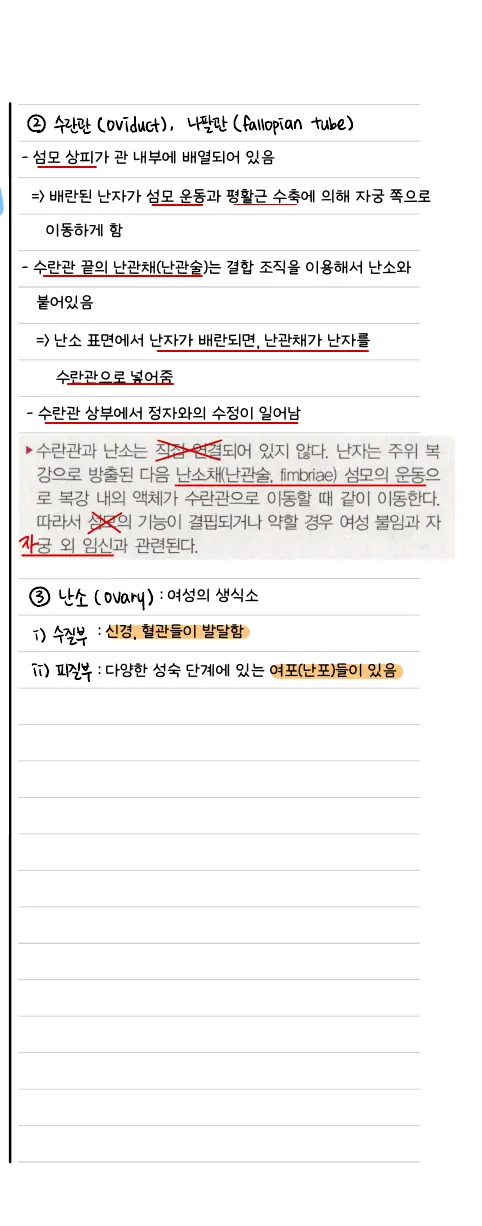 ② 수란관 (oviduct), 나팔관 (fallopian tube)
- 섬모 상피가 관 내부에 배열되어 있음
=> 배란된 난자가 섬모 운동과 평활근 수축에 의해 자궁 쪽으로
이동하게 함
- 수란관 끝의 난관채(난관술)는 결합 조직을 이용해서 난소와
붙어있음
=> 난소 표면에서 난자가 배란되면, 난관채가 난자를
수란관으로 넣어줌
- 수란관 상부에서 정자와의 수정이 일어남
▶수란관과 난소는 직접 연결되어 있지 않다. 난자는 주위 복
강으로 방출된 다음 난소채(난관술, fimbriae) 섬모의 운동으
로 복강 내의 액체가 수란관으로 이동할 때 같이 이동한다.
따라서 섬모의 기능이 결핍되거나 약할 경우 여성 불임과 자
자궁 외 임신과 관련된다.
③ 난소 (ovary) : 여성의 생식소
i) 수질부 : 신경, 혈관들이 발달함
ii) 피질부 : 다양한 성숙 단계에 있는 여포(난포)들이 있음